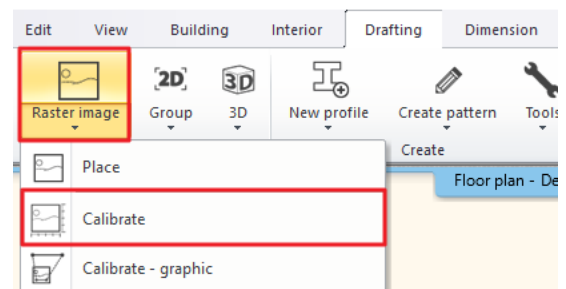 Edit View Building Interior Drafting Dimension
2D 3D
Raster image Group 3D New profile Create pattern Tools
Create
Place
Floor plan - De
Calibrate
Calibrate - graphic